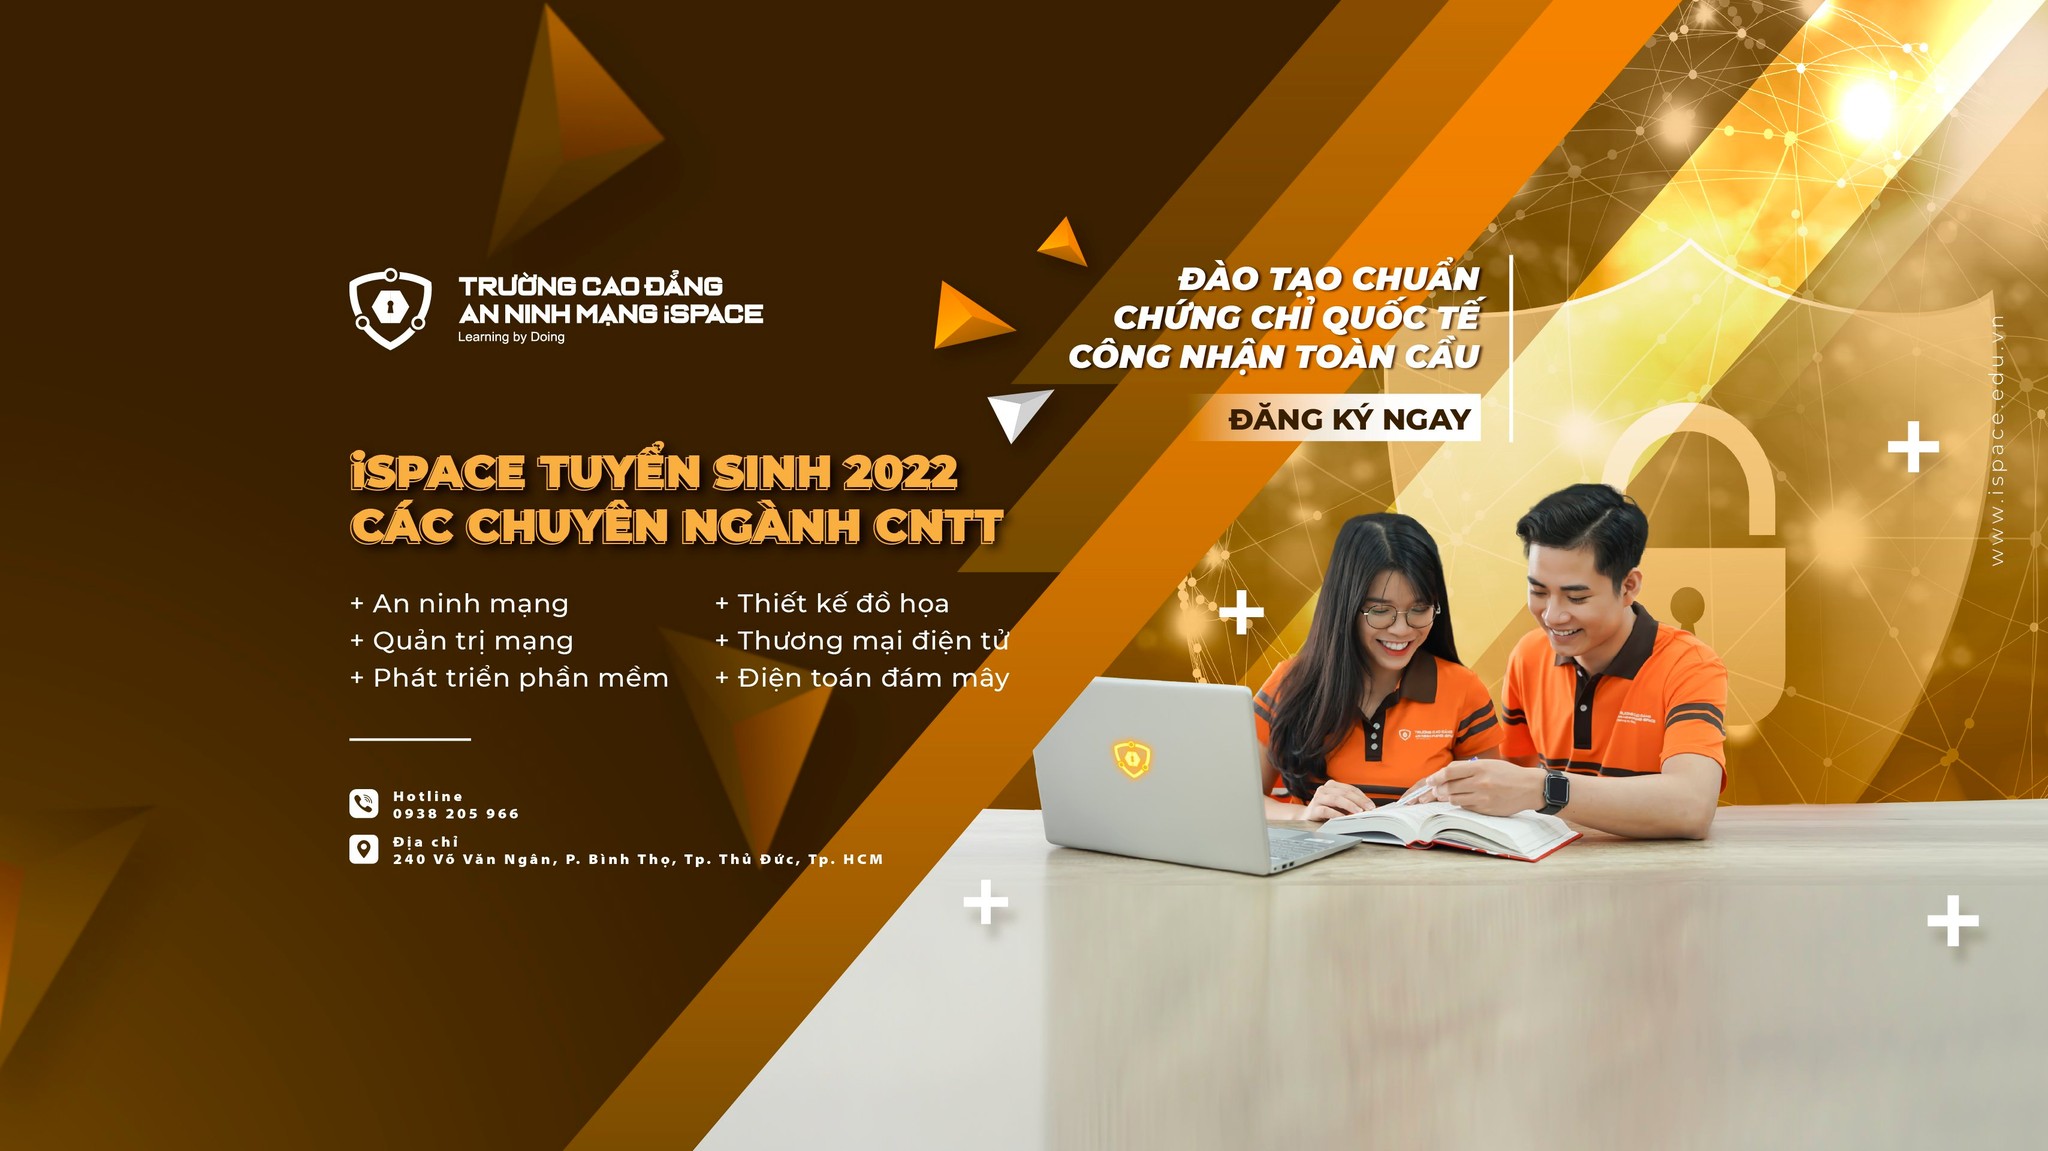 TRƯỜNG CAO ĐẲNG
AN NINH MẠNG iSPACE
Learning by Doing
ĐÀO TẠO CHUẨN
CHỨNG CHỈ QUỐC TẾ
CÔNG NHẬN TOÀN CẦU
ĐĂNG KÝ NGAY
iSPACE TUYỂN SINH 2022
CÁC CHUYÊN NGÀNH CNTT
+ An ninh mạng
+ Quản trị mạng
+ Phát triển phần mềm
+ Thiết kế đồ họa
+ Thương mại điện tử
+ Điện toán đám mây
Hotline
0938 205 966
Địa chỉ
240 Võ Văn Ngân, P. Bình Thọ, Tp. Thủ Đức, Tp. HCM
www.ispace.edu.vn